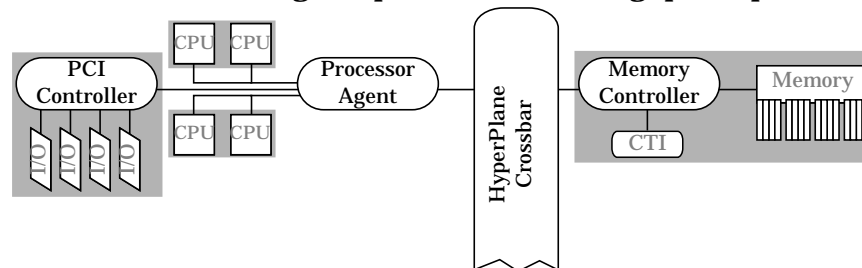 CPU CPU
PCI
Controller
Processor
Agent
Memory
Controller
Memory
CPU CPU
CTI
I/O I/O I/O I/O
HyperPlane
Crossbar